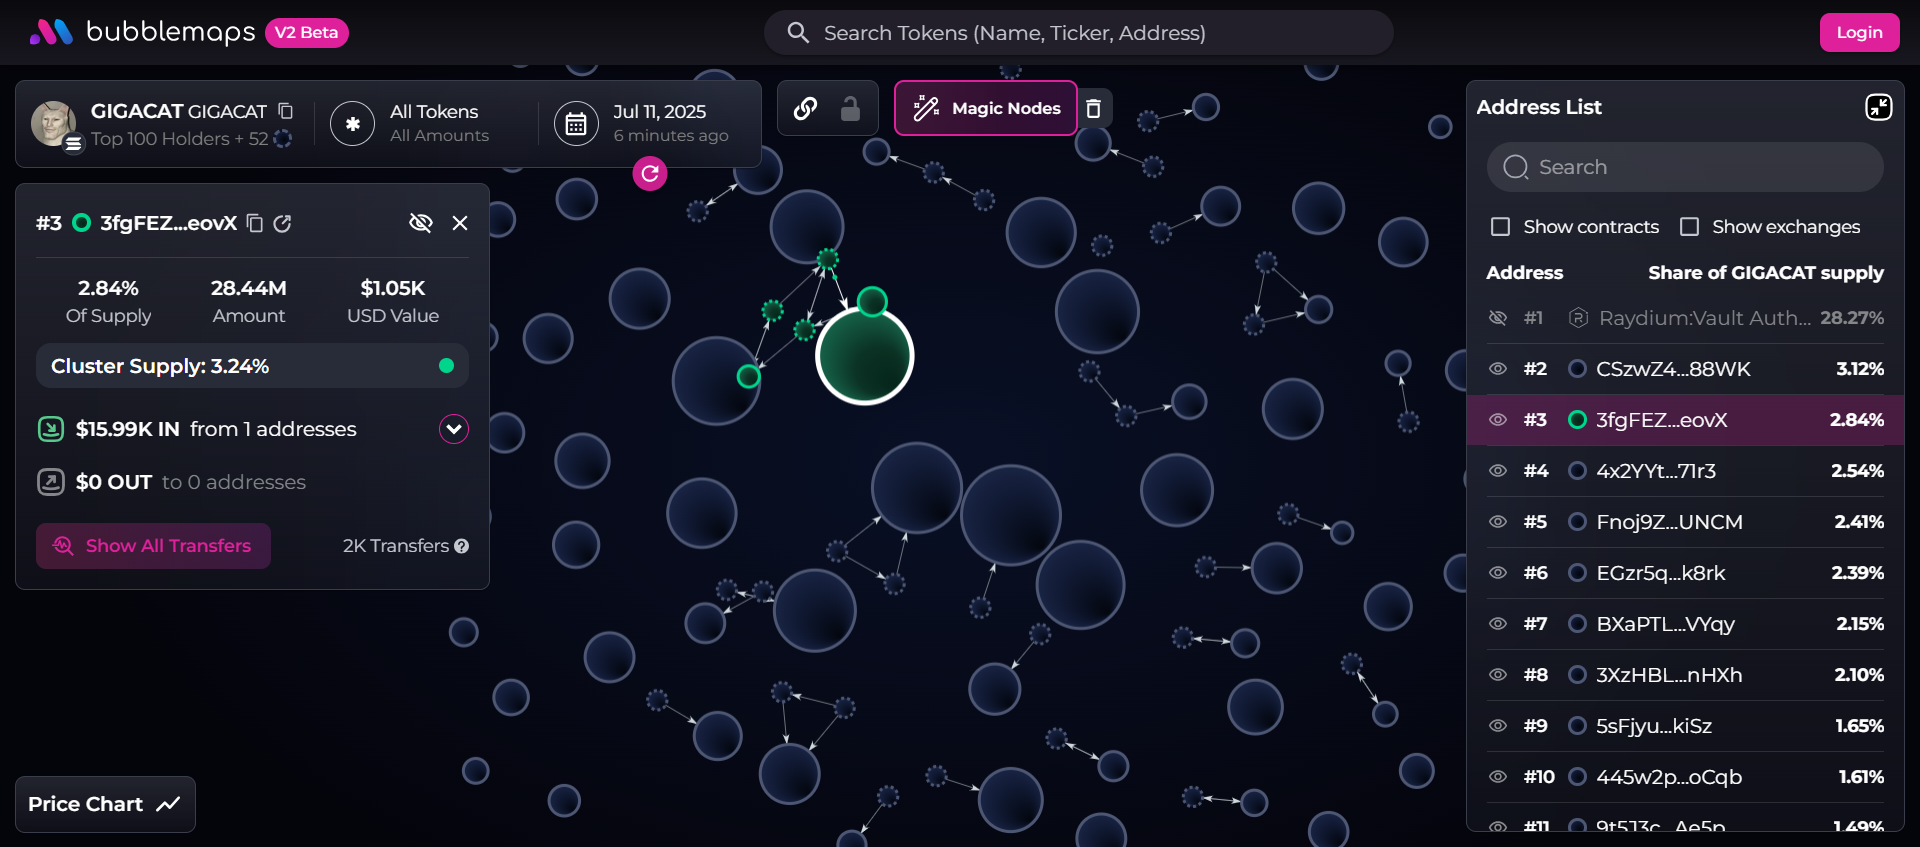 bubblemaps V2 Beta
Search Tokens (Name, Ticker, Address)
Login
GIGACAT GIGACAT
Top 100 Holders + 52
All Tokens
All Amounts
Jul 11, 2025
6 minutes ago
Magic Nodes
#3 3fgFEZ...eovX
2.84% 28.44M $1.05K
Of Supply Amount USD Value
Cluster Supply: 3.24%
$15.99K IN from 1 addresses
$0 OUT to 0 addresses
Show All Transfers 2K Transfers ?
Price Chart
Address List
Search
Show contracts Show exchanges
Address Share of GIGACAT supply
#1 Raydium:Vault Auth... 28.27%
#2 CSzwZ4...88WK 3.12%
#3 3fgFEZ...eovX 2.84%
#4 4x2YYt...71r3 2.54%
#5 Fnoj9Z...UNCM 2.41%
#6 EGzr5q...k8rk 2.39%
#7 BXaPTL...VYqy 2.15%
#8 3XzHBL...nHXh 2.10%
#9 5sFjyu...kiSz 1.65%
#10 445w2p...oCqb 1.61%
#11 9t5J3c...Ae5p 1.49%